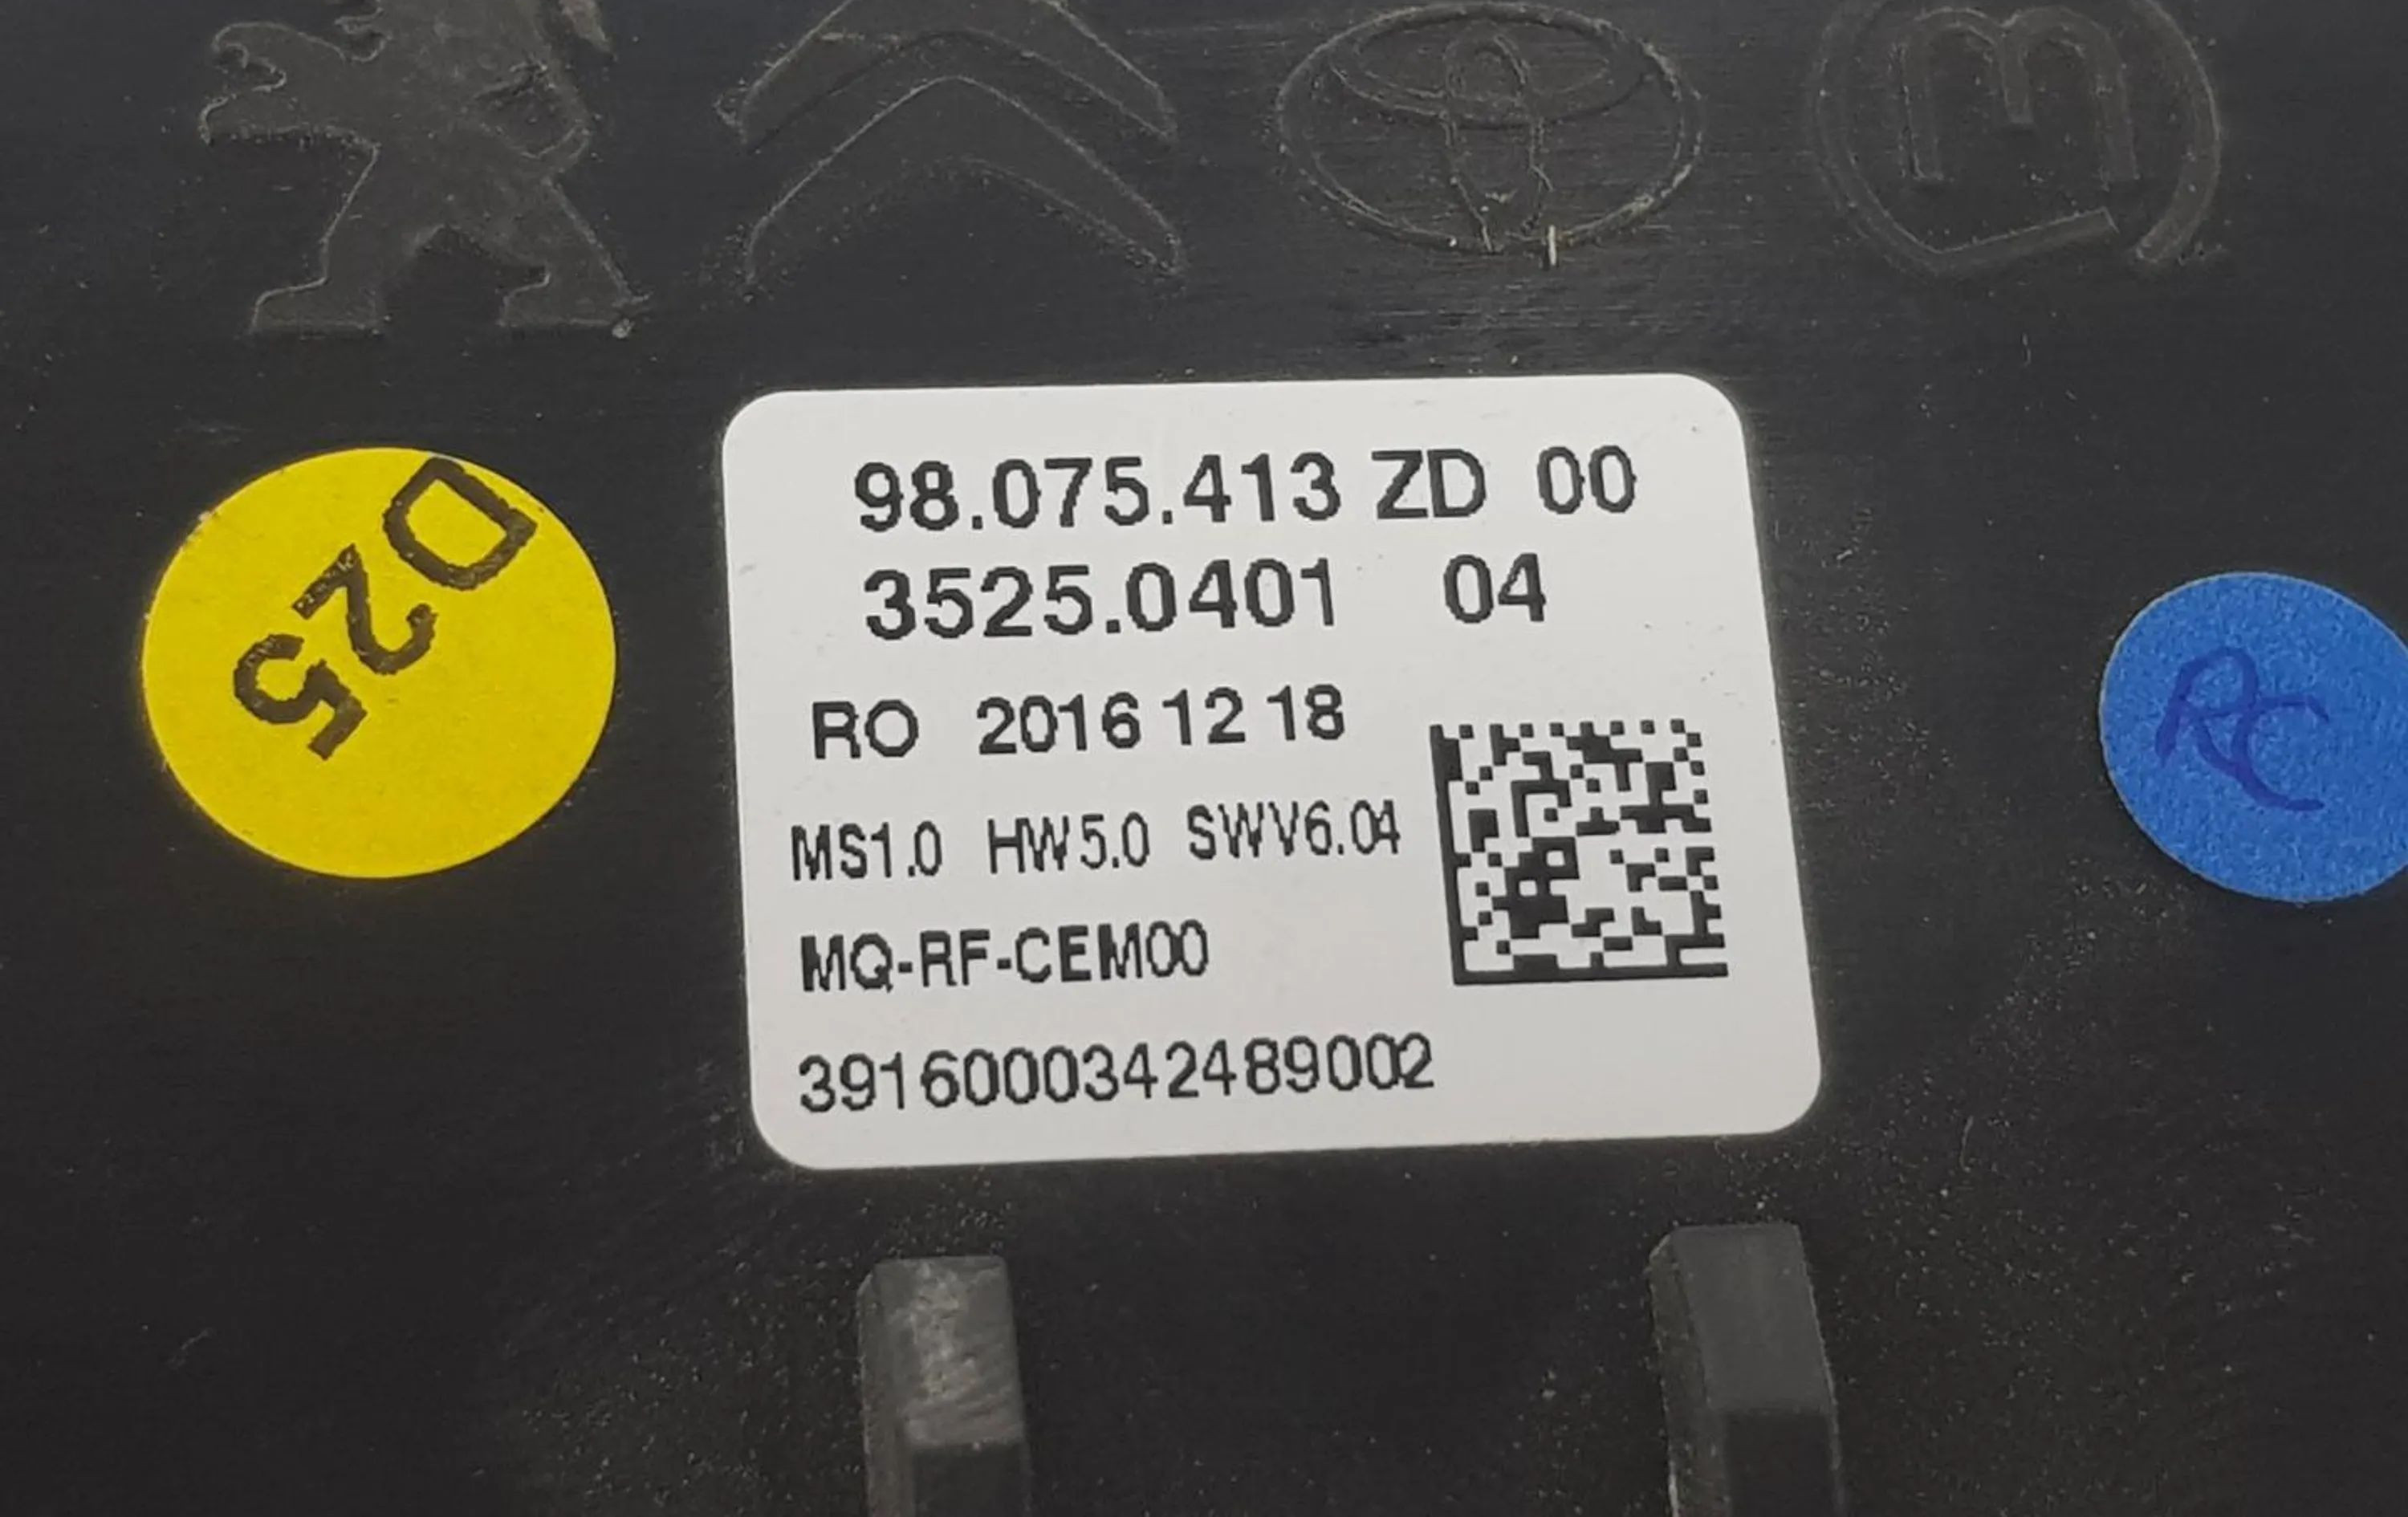 98.075.413 ZD 00
3525.0401 04
RO 2016 12 18
MS1.0 HW5.0 SWV6.04
MQ-RF-CEM00
3916000342489002
D25
RC